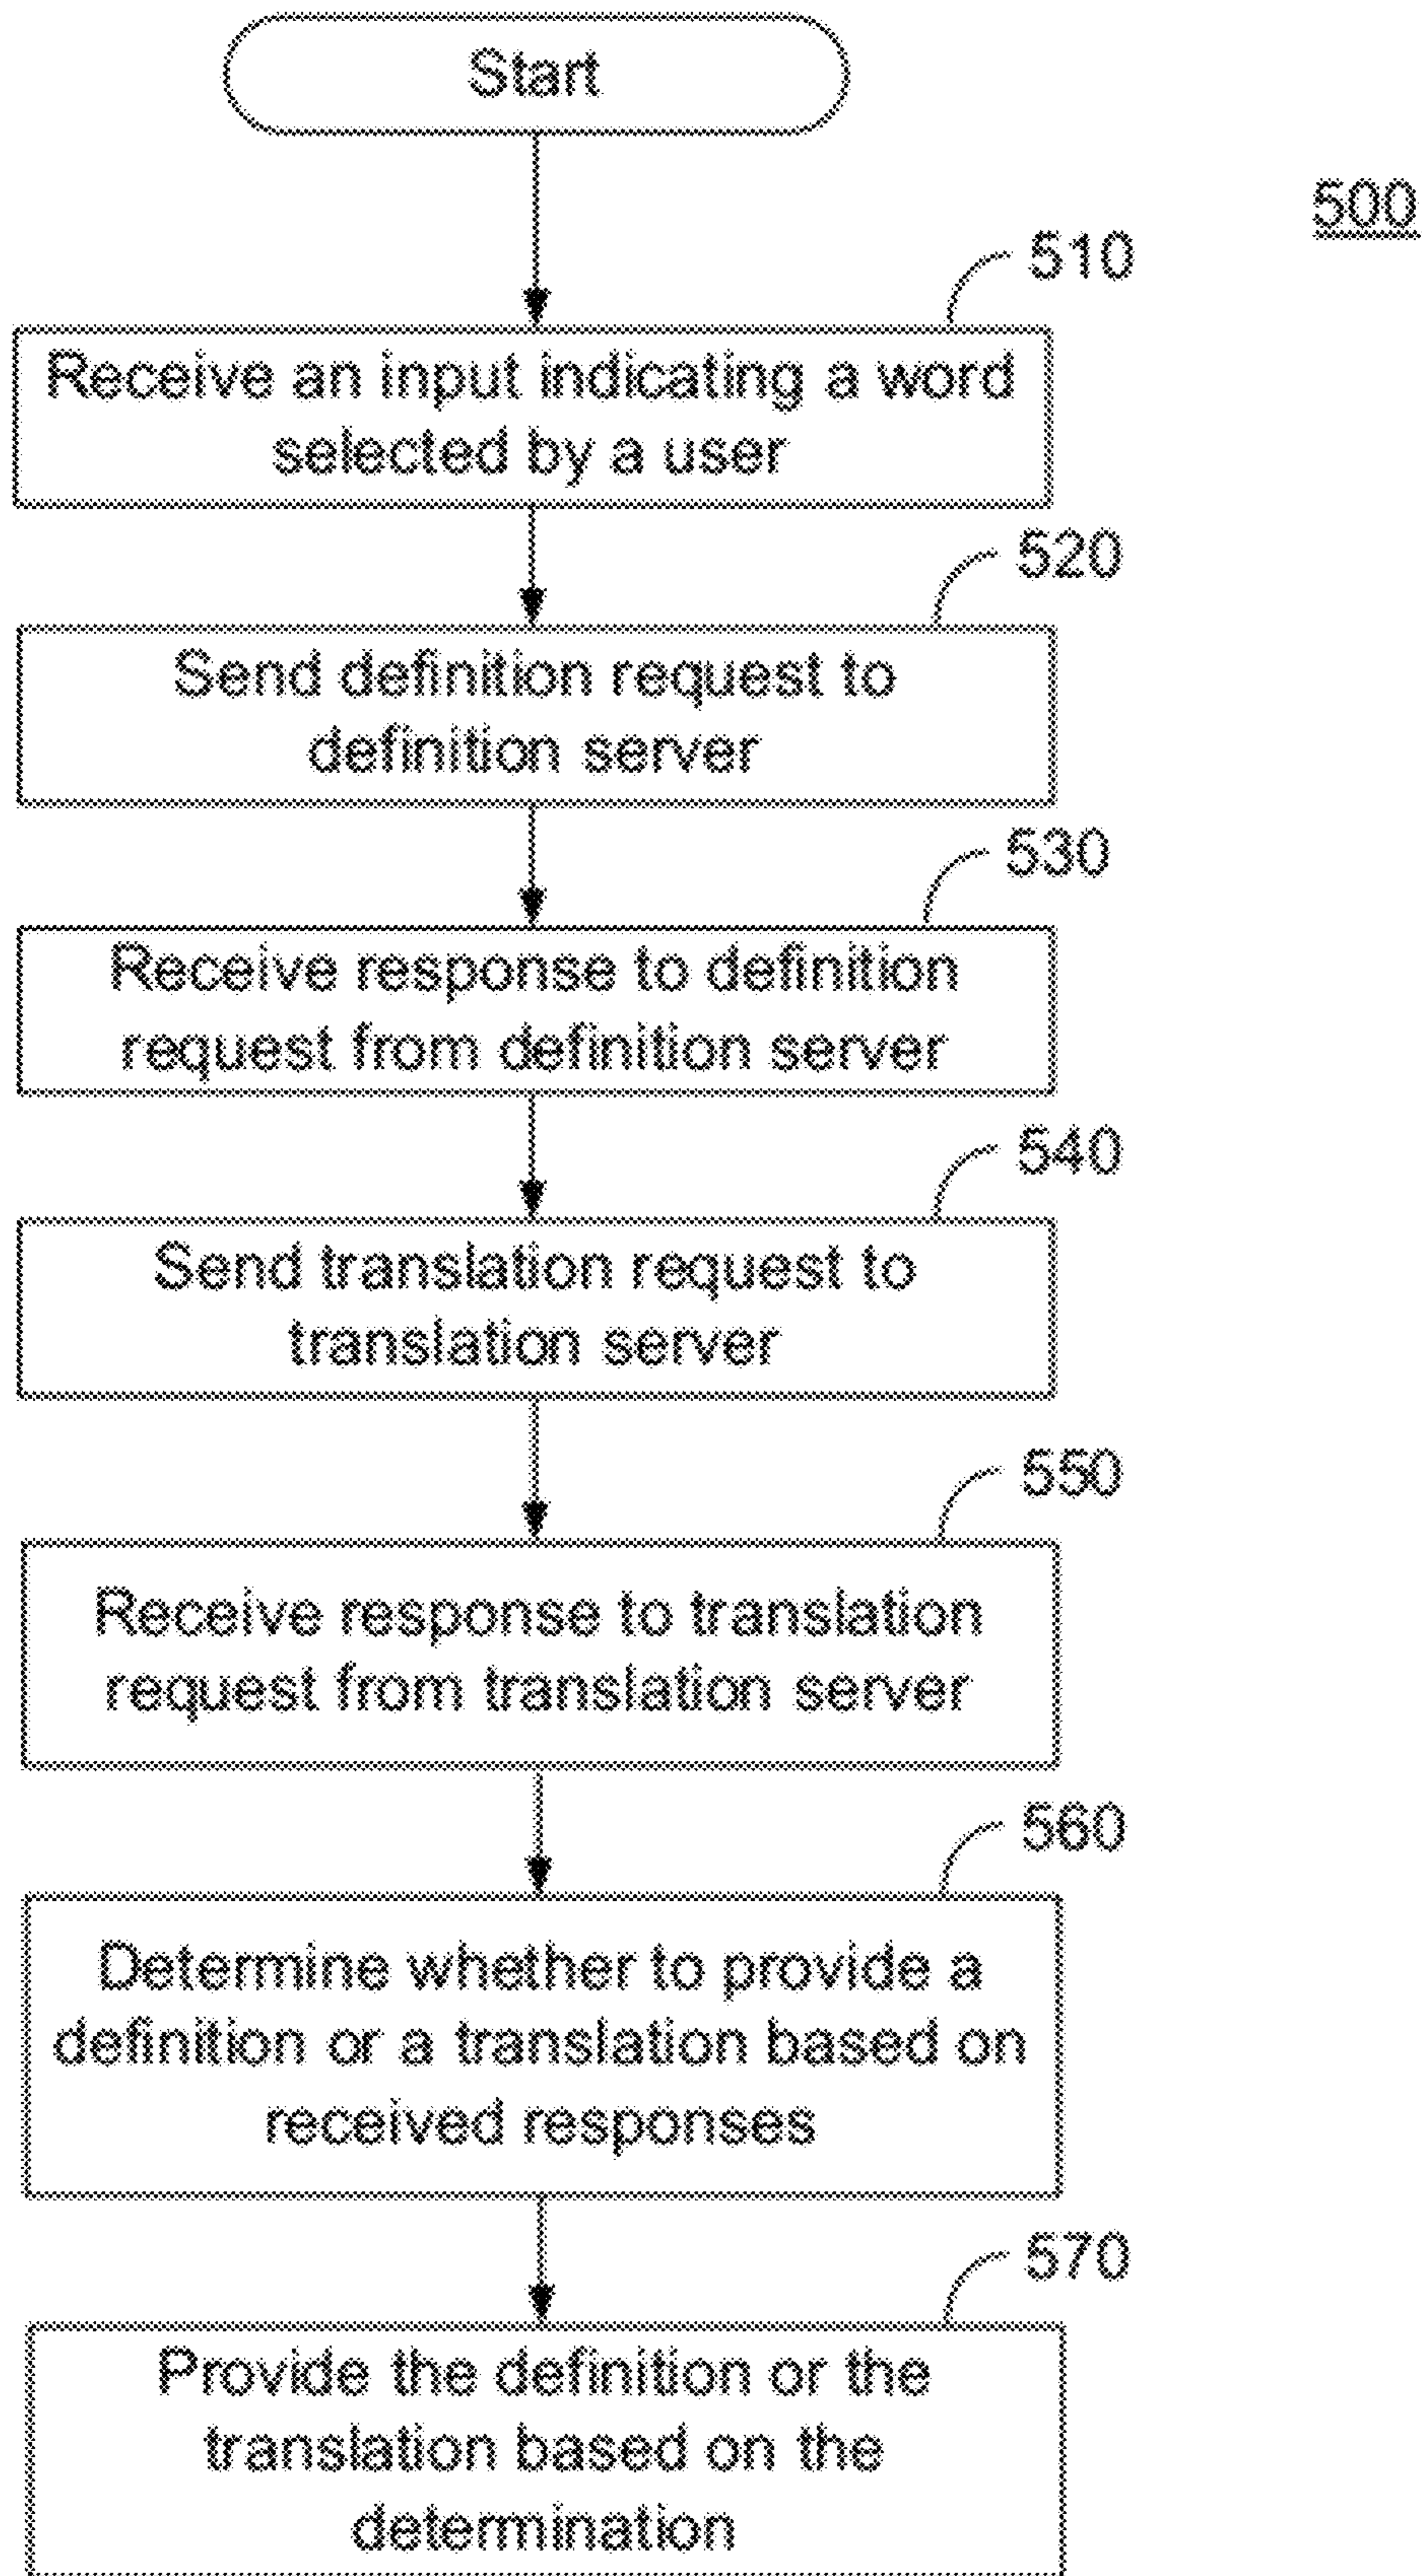 Start
500
510
Receive an input indicating a word
selected by a user
520
Send definition request to
definition server
530
Receive response to definition
request from definition server
540
Send translation request to
translation server
550
Receive response to translation
request from translation server
560
Determine whether to provide a
definition or a translation based on
received responses
570
Provide the definition or the
translation based on the
determination